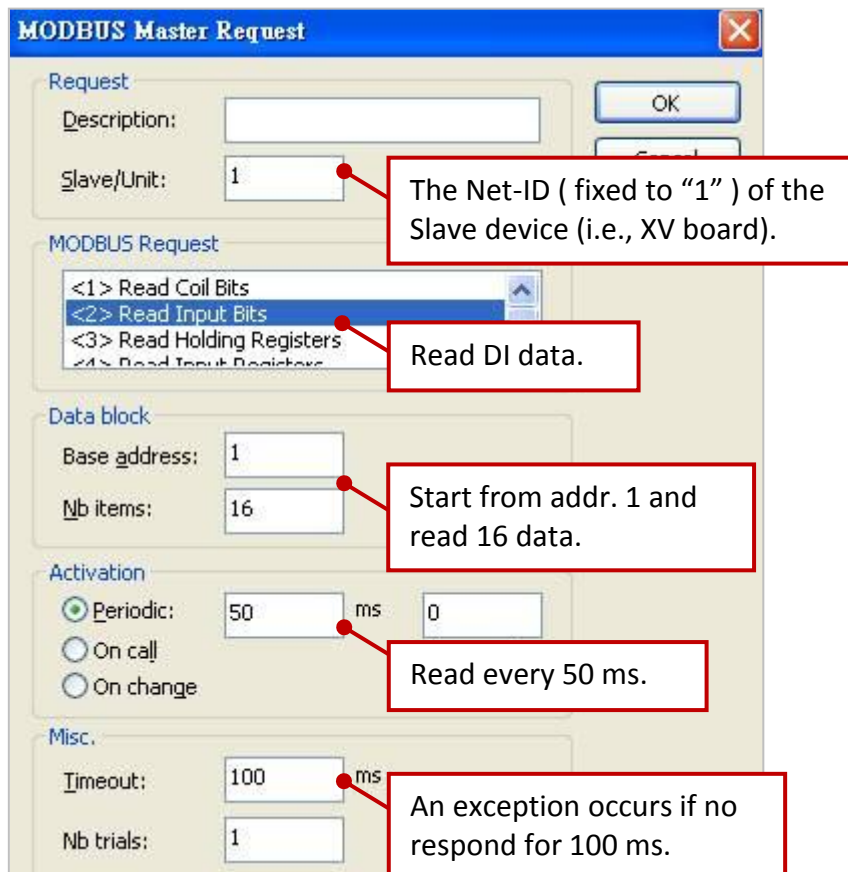 MODBUS Master Request
Request
OK
Description:
Slave/Unit: 1
The Net-ID ( fixed to “1” ) of the
Slave device (i.e., XV board).
MODBUS Request
<1> Read Coil Bits
<2> Read Input Bits
<3> Read Holding Registers
<4> Read Input Registers
Read DI data.
Data block
Base address: 1
Nb items: 16
Start from addr. 1 and
read 16 data.
Activation
Periodic: 50 ms 0
On call
On change
Read every 50 ms.
Misc.
Timeout: 100 ms
Nb trials: 1
An exception occurs if no
respond for 100 ms.